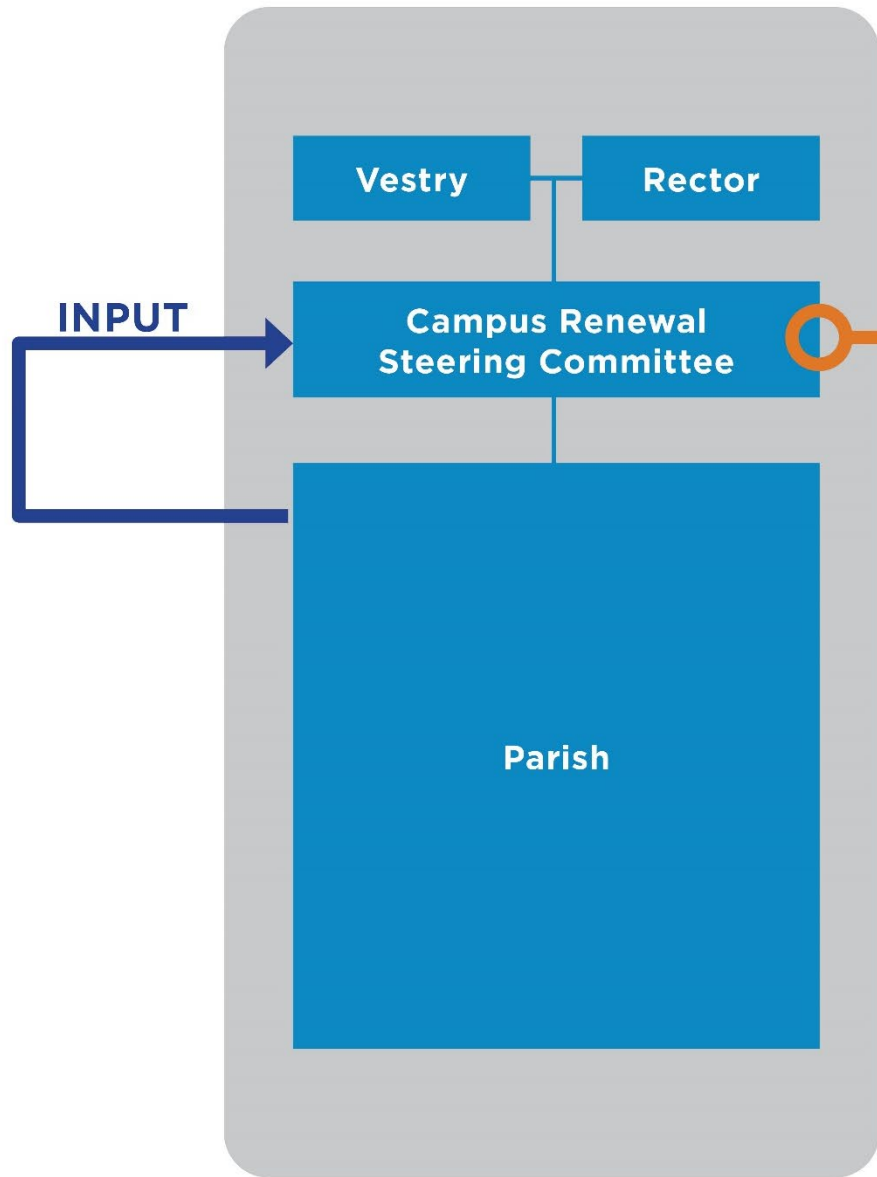 Vestry
Rector
INPUT
Campus Renewal
Steering Committee
Parish